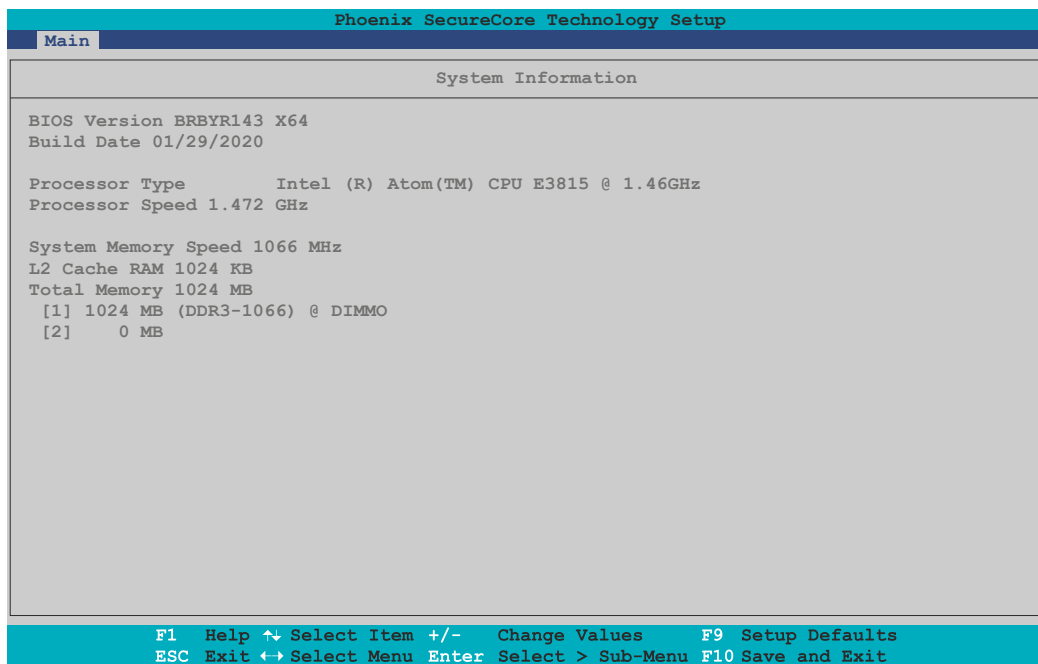 Phoenix SecureCore Technology Setup
Main
System Information
BIOS Version BRBYR143 X64
Build Date 01/29/2020
Processor Type Intel (R) Atom(TM) CPU E3815 @ 1.46GHz
Processor Speed 1.472 GHz
System Memory Speed 1066 MHz
L2 Cache RAM 1024 KB
Total Memory 1024 MB
[1] 1024 MB (DDR3-1066) @ DIMMO
[2] 0 MB
F1 Help ↑↓ Select Item +/- Change Values F9 Setup Defaults
ESC Exit ←→ Select Menu Enter Select > Sub-Menu F10 Save and Exit